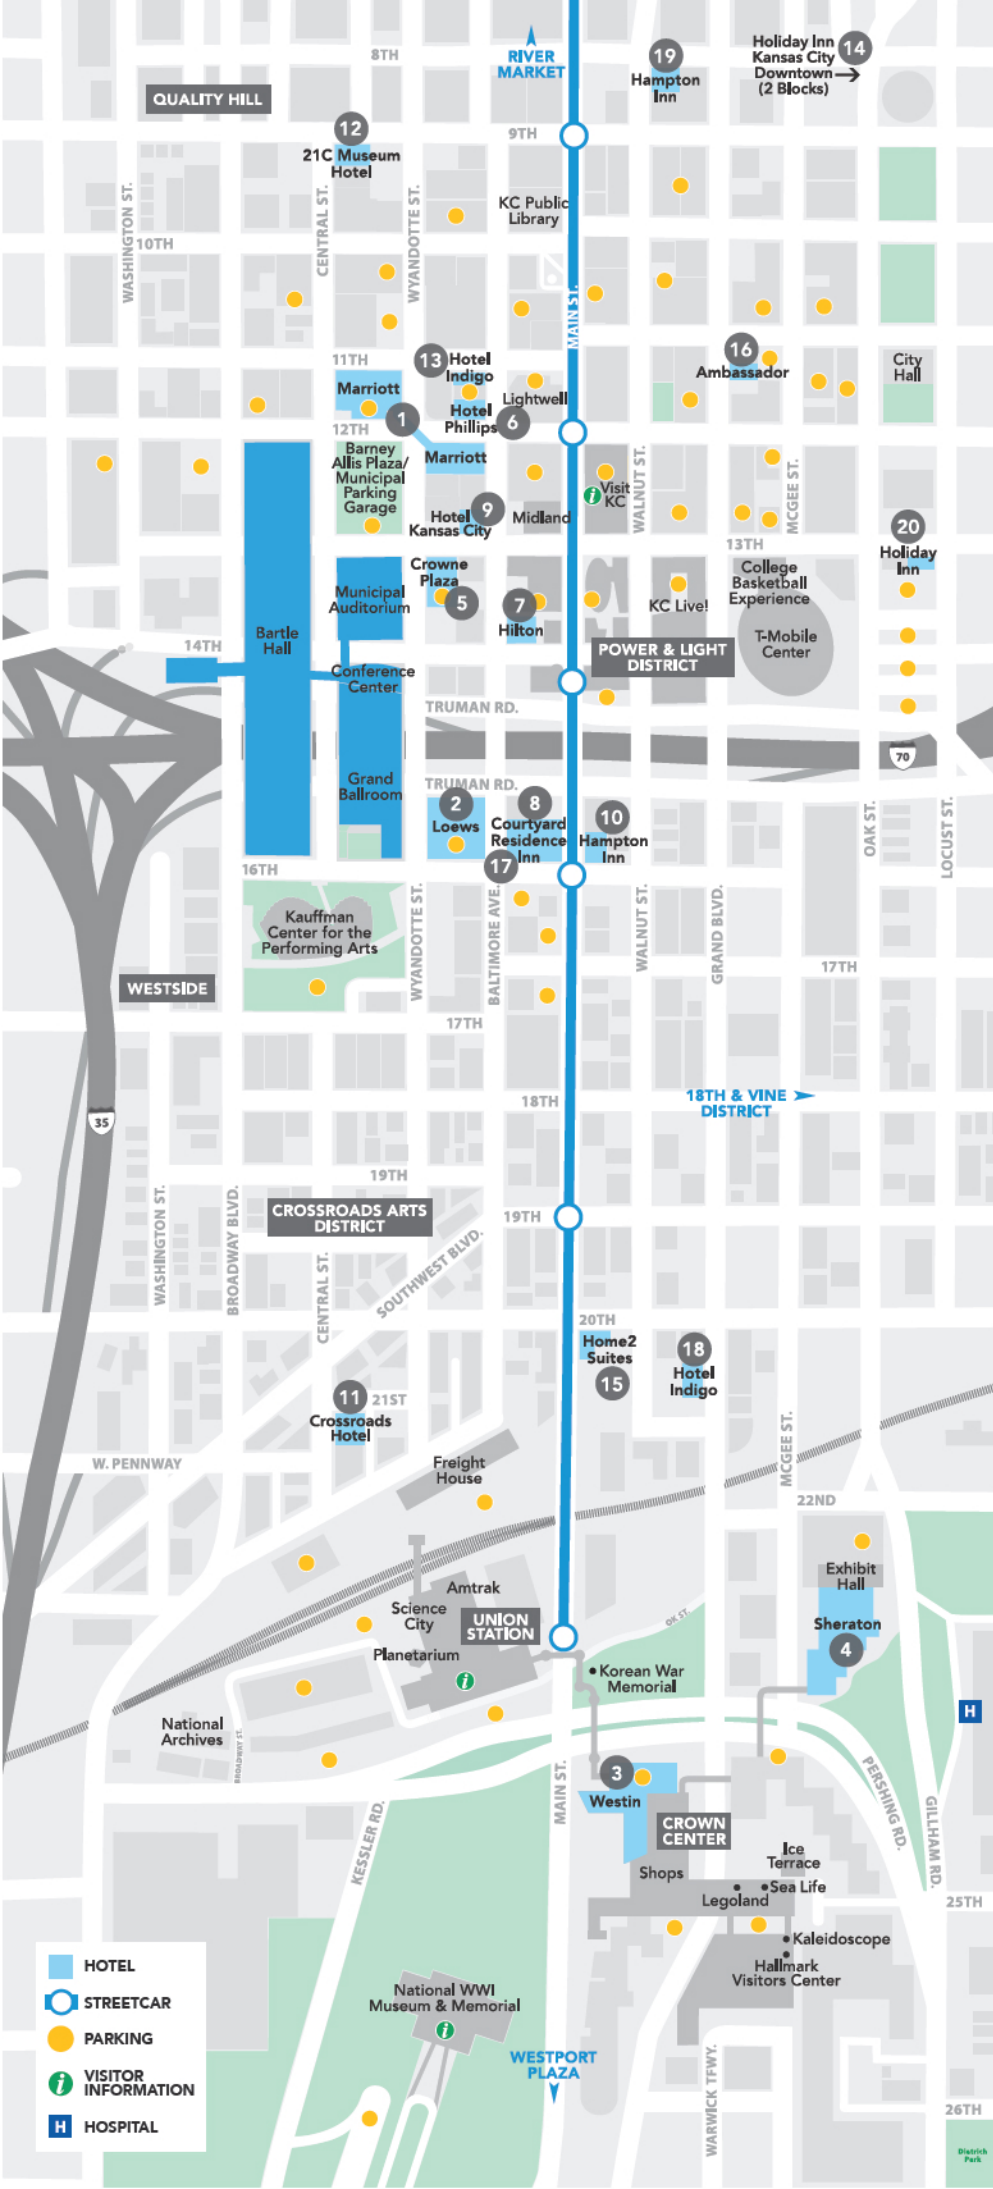 8TH
RIVER
MARKET
19
Hampton
Inn
Holiday Inn
Kansas City
Downtown
(2 Blocks)
14
QUALITY HILL
12
21C Museum
Hotel
9TH
KC Public
Library
WASHINGTON ST.
CENTRAL ST.
WYANDOTTE ST.
10TH
MAIN ST.
11TH
13
Hotel
Indigo
16
Ambassador
City
Hall
Marriott
Lightwell
1
Hotel
Phillips
6
12TH
Barney
Allis Plaza/
Municipal
Parking
Garage
Marriott
WALNUT ST.
MCGEE ST.
Visit
KC
9
Hotel
Kansas City
Midland
20
Holiday
Inn
13TH
Crowne
Plaza
5
College
Basketball
Experience
Municipal
Auditorium
7
Hilton
KC Live!
Bartle
Hall
T-Mobile
Center
14TH
POWER & LIGHT
DISTRICT
Conference
Center
TRUMAN RD.
70
Grand
Ballroom
TRUMAN RD.
2
Loews
8
Courtyard
Residence
Inn
17
10
Hampton
Inn
OAK ST.
LOCUST ST.
16TH
Kauffman
Center for the
Performing Arts
WYANDOTTE ST.
BALTIMORE AVE.
WALNUT ST.
GRAND BLVD.
17TH
WESTSIDE
17TH
18TH
18TH & VINE
DISTRICT
35
19TH
WASHINGTON ST.
BROADWAY BLVD.
CROSSROADS ARTS
DISTRICT
19TH
CENTRAL ST.
SOUTHWEST BLVD.
20TH
Home2
Suites
15
18
Hotel
Indigo
11
21ST
Crossroads
Hotel
MCGEE ST.
W. PENNWAY
Freight
House
22ND
Exhibit
Hall
Amtrak
Science
City
UNION
STATION
OK ST.
Sheraton
4
Planetarium
Korean War
Memorial
H
National
Archives
BROADWAY ST.
MAIN ST.
3
Westin
PERSHING RD.
GILLHAM RD.
KESSLER RD.
CROWN
CENTER
Ice
Terrace
Shops
Sea Life
Legoland
25TH
Kaleidoscope
Hallmark
Visitors Center
HOTEL
STREETCAR
PARKING
VISITOR
INFORMATION
H HOSPITAL
National WWI
Museum & Memorial
WESTPORT
PLAZA
WARWICK TFWY.
26TH
Dietrich
Park